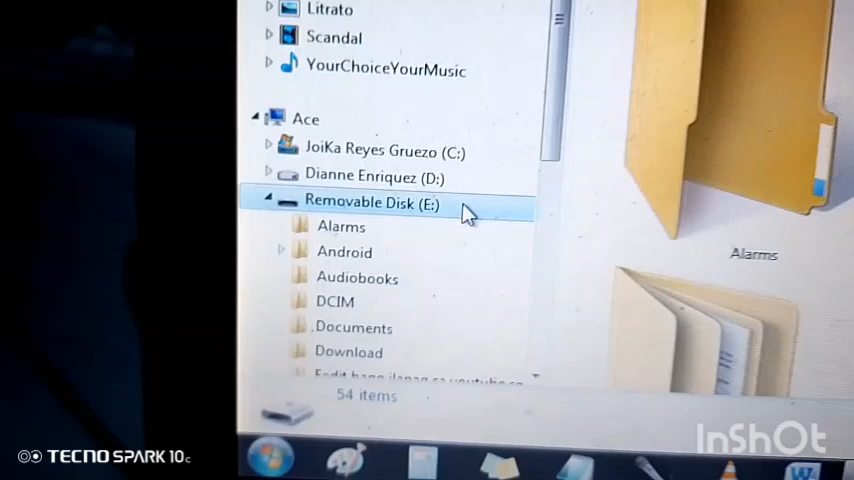 Litrato
Scandal
YourChoiceYourMusic
Ace
JoiKa Reyes Gruezo (C:)
Dianne Enriquez (D:)
Removable Disk (E:)
Alarms
Android
Audiobooks
DCIM
Documents
Download
54 items
Alarms
TECNO SPARK 10c
InShOt
W